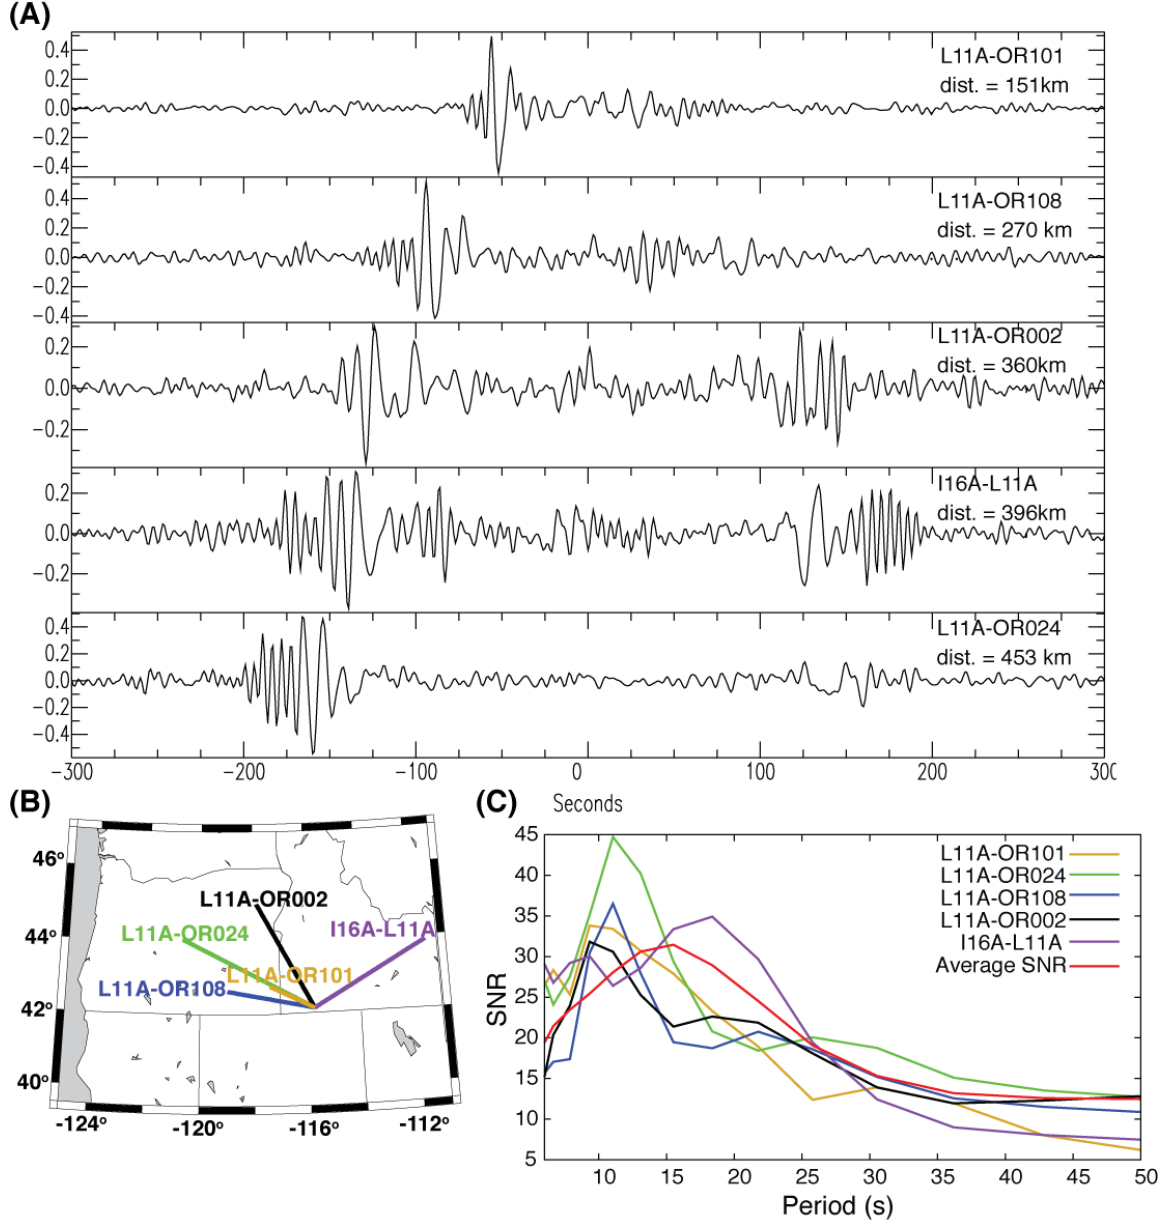 (A)
L11A-OR101
dist. = 151km
0.4
0.2
0.0
−0.2
−0.4
L11A-OR108
dist. = 270 km
0.4
0.2
0.0
−0.2
−0.4
L11A-OR002
dist. = 360km
0.2
0.0
−0.2
I16A-L11A
dist. = 396km
0.2
0.0
−0.2
L11A-OR024
dist. = 453 km
0.4
0.2
0.0
−0.2
−0.4
−300 −200 −100 0 100 200 300
Seconds
(B)
46°
44°
42°
40°
-124° -120° -116° -112°
L11A-OR002
L11A-OR024
I16A-L11A
L11A-OR101
L11A-OR108
(C)
45
40
35
30
25
20
15
10
5
SNR
L11A-OR101
L11A-OR024
L11A-OR108
L11A-OR002
I16A-L11A
Average SNR
10 15 20 25 30 35 40 45 50
Period (s)